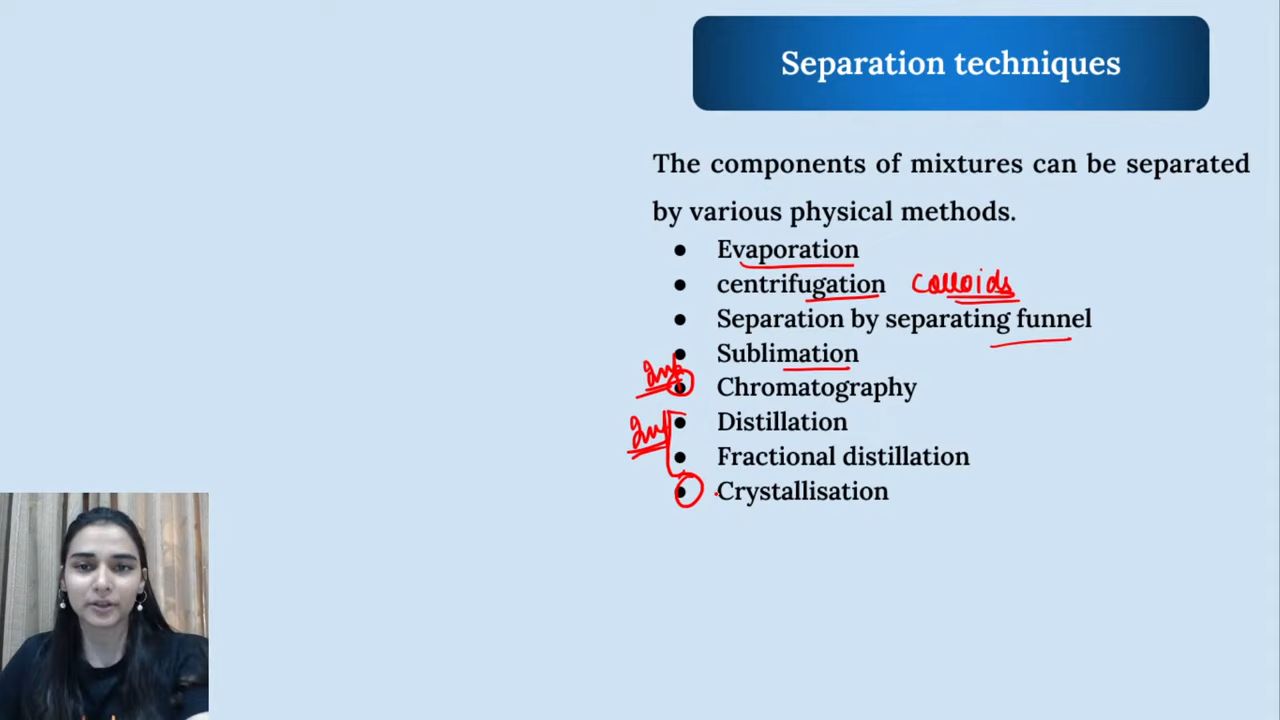 Separation techniques
The components of mixtures can be separated
by various physical methods.
● Evaporation
● centrifugation colloids
● Separation by separating funnel
● Sublimation
● Chromatography
● Distillation
● Fractional distillation
● Crystallisation